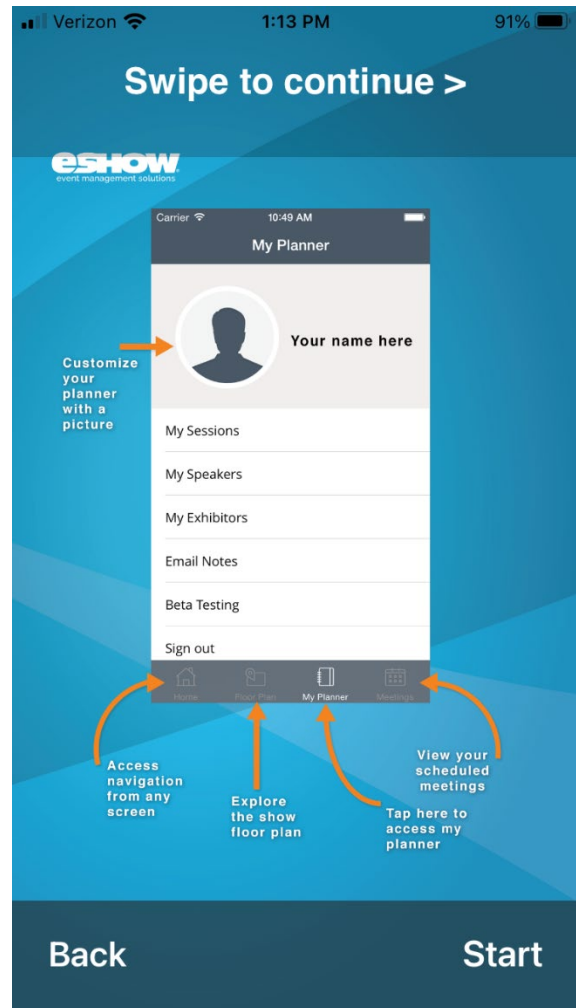 Verizon 1:13 PM 91%
Swipe to continue >
eSHOW
event management solutions
Carrier 10:49 AM
My Planner
Your name here
Customize
your
planner
with a
picture
My Sessions
My Speakers
My Exhibitors
Email Notes
Beta Testing
Sign out
Home Floor Plan My Planner Meetings
Access
navigation
from any
screen
Explore
the show
floor plan
Tap here to
access my
planner
View your
scheduled
meetings
Back Start